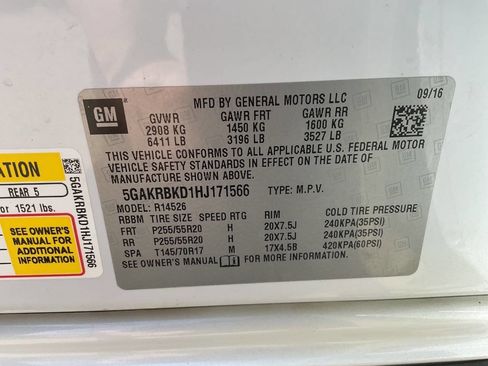 GM
MFD BY GENERAL MOTORS LLC
09/16
GVWR GAWR FRT GAWR RR
2908 KG 1450 KG 1600 KG
6411 LB 3196 LB 3527 LB
THIS VEHICLE CONFORMS TO ALL APPLICABLE U.S. FEDERAL MOTOR
VEHICLE SAFETY STANDARDS IN EFFECT ON THE DATE OF
MANUFACTURE SHOWN ABOVE.
5GAKRBKD1HJ171566 TYPE: M.P.V.
MODEL: R14526
RBBM TIRE SIZE SPEED RTG RIM COLD TIRE PRESSURE
FRT P255/55R20 H 20X7.5J 240KPA(35PSI)
RR P255/55R20 H 20X7.5J 240KPA(35PSI)
SPA T145/70R17 M 17X4.5B 420KPA(60PSI)
SEE OWNER'S MANUAL FOR MORE INFORMATION.
ATION
REAR 5
or 1521 lbs.
SEE OWNER'S
MANUAL FOR
ADDITIONAL
INFORMATION
5GAKRBKD1HJ171566